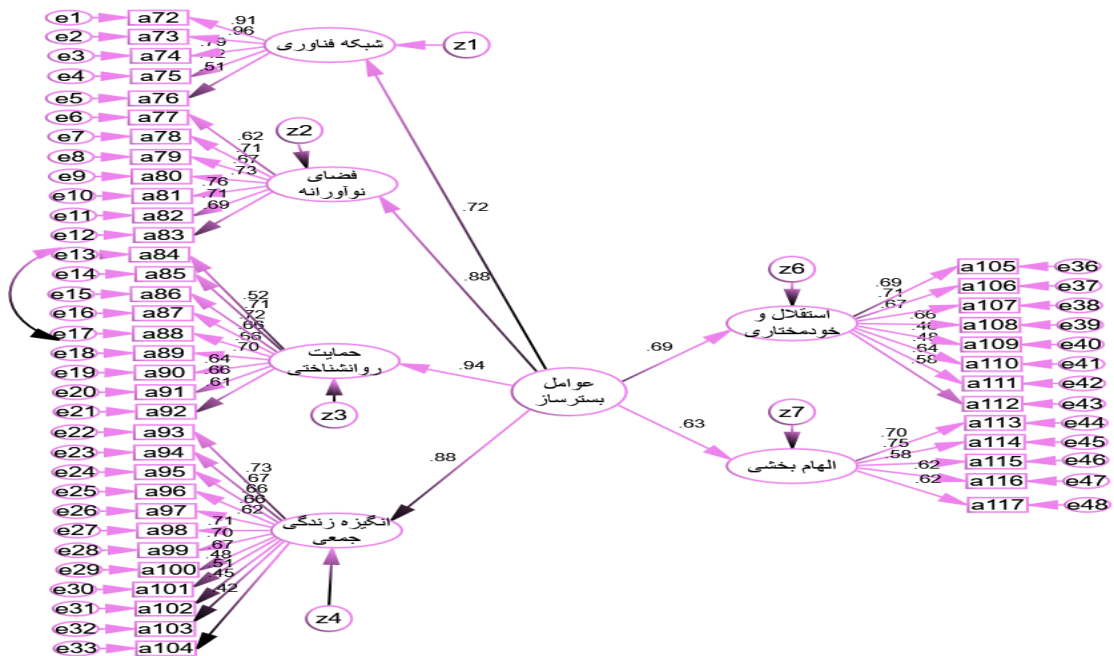 e1 a72
e2 a73
e3 a74
e4 a75
e5 a76
.91
.96
.79
.51
شبکه فناوری
z1
e6 a77
e7 a78
e8 a79
e9 a80
e10 a81
e11 a82
e12 a83
.62
.71
.67
.73
.76
.71
.69
z2
فضای
نوآورانه
e13 a84
e14 a85
e15 a86
e16 a87
e17 a88
e18 a89
e19 a90
e20 a91
e21 a92
.52
.71
.72
.66
.70
.64
.66
.61
حمایت
روانشناختی
z3
e22 a93
e23 a94
e24 a95
e25 a96
e26 a97
e27 a98
e28 a99
e29 a100
e30 a101
e31 a102
e32 a103
e33 a104
.73
.67
.66
.66
.62
.71
.70
.67
.48
.51
.45
.42
انگیزه زندگی
جمعی
z4
.72
.88
.94
.88
عوامل
بسترساز
.69
.63
z6
استقلال و
خودمختاری
.69
.71
.67
.66
.46
.48
.64
.58
a105 e36
a106 e37
a107 e38
a108 e39
a109 e40
a110 e41
a111 e42
a112 e43
z7
الهام بخشی
.70
.75
.58
.62
.62
a113 e44
a114 e45
a115 e46
a116 e47
a117 e48